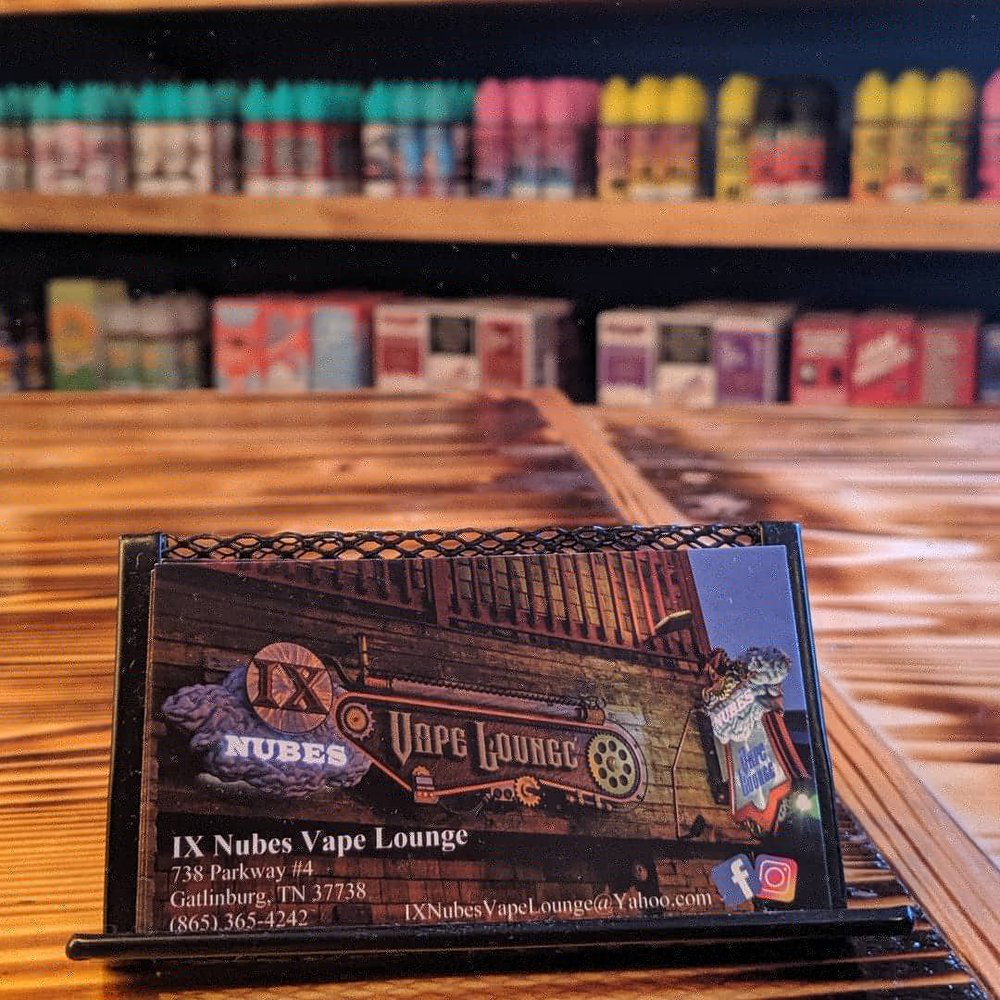 IX
NUBES
VAPE LOUNGE
NUBES
VAPE
LOUNGE
IX Nubes Vape Lounge
738 Parkway #4
Gatlinburg, TN 37738
(865) 365-4242
IXNubesVapeLounge@Yahoo.com